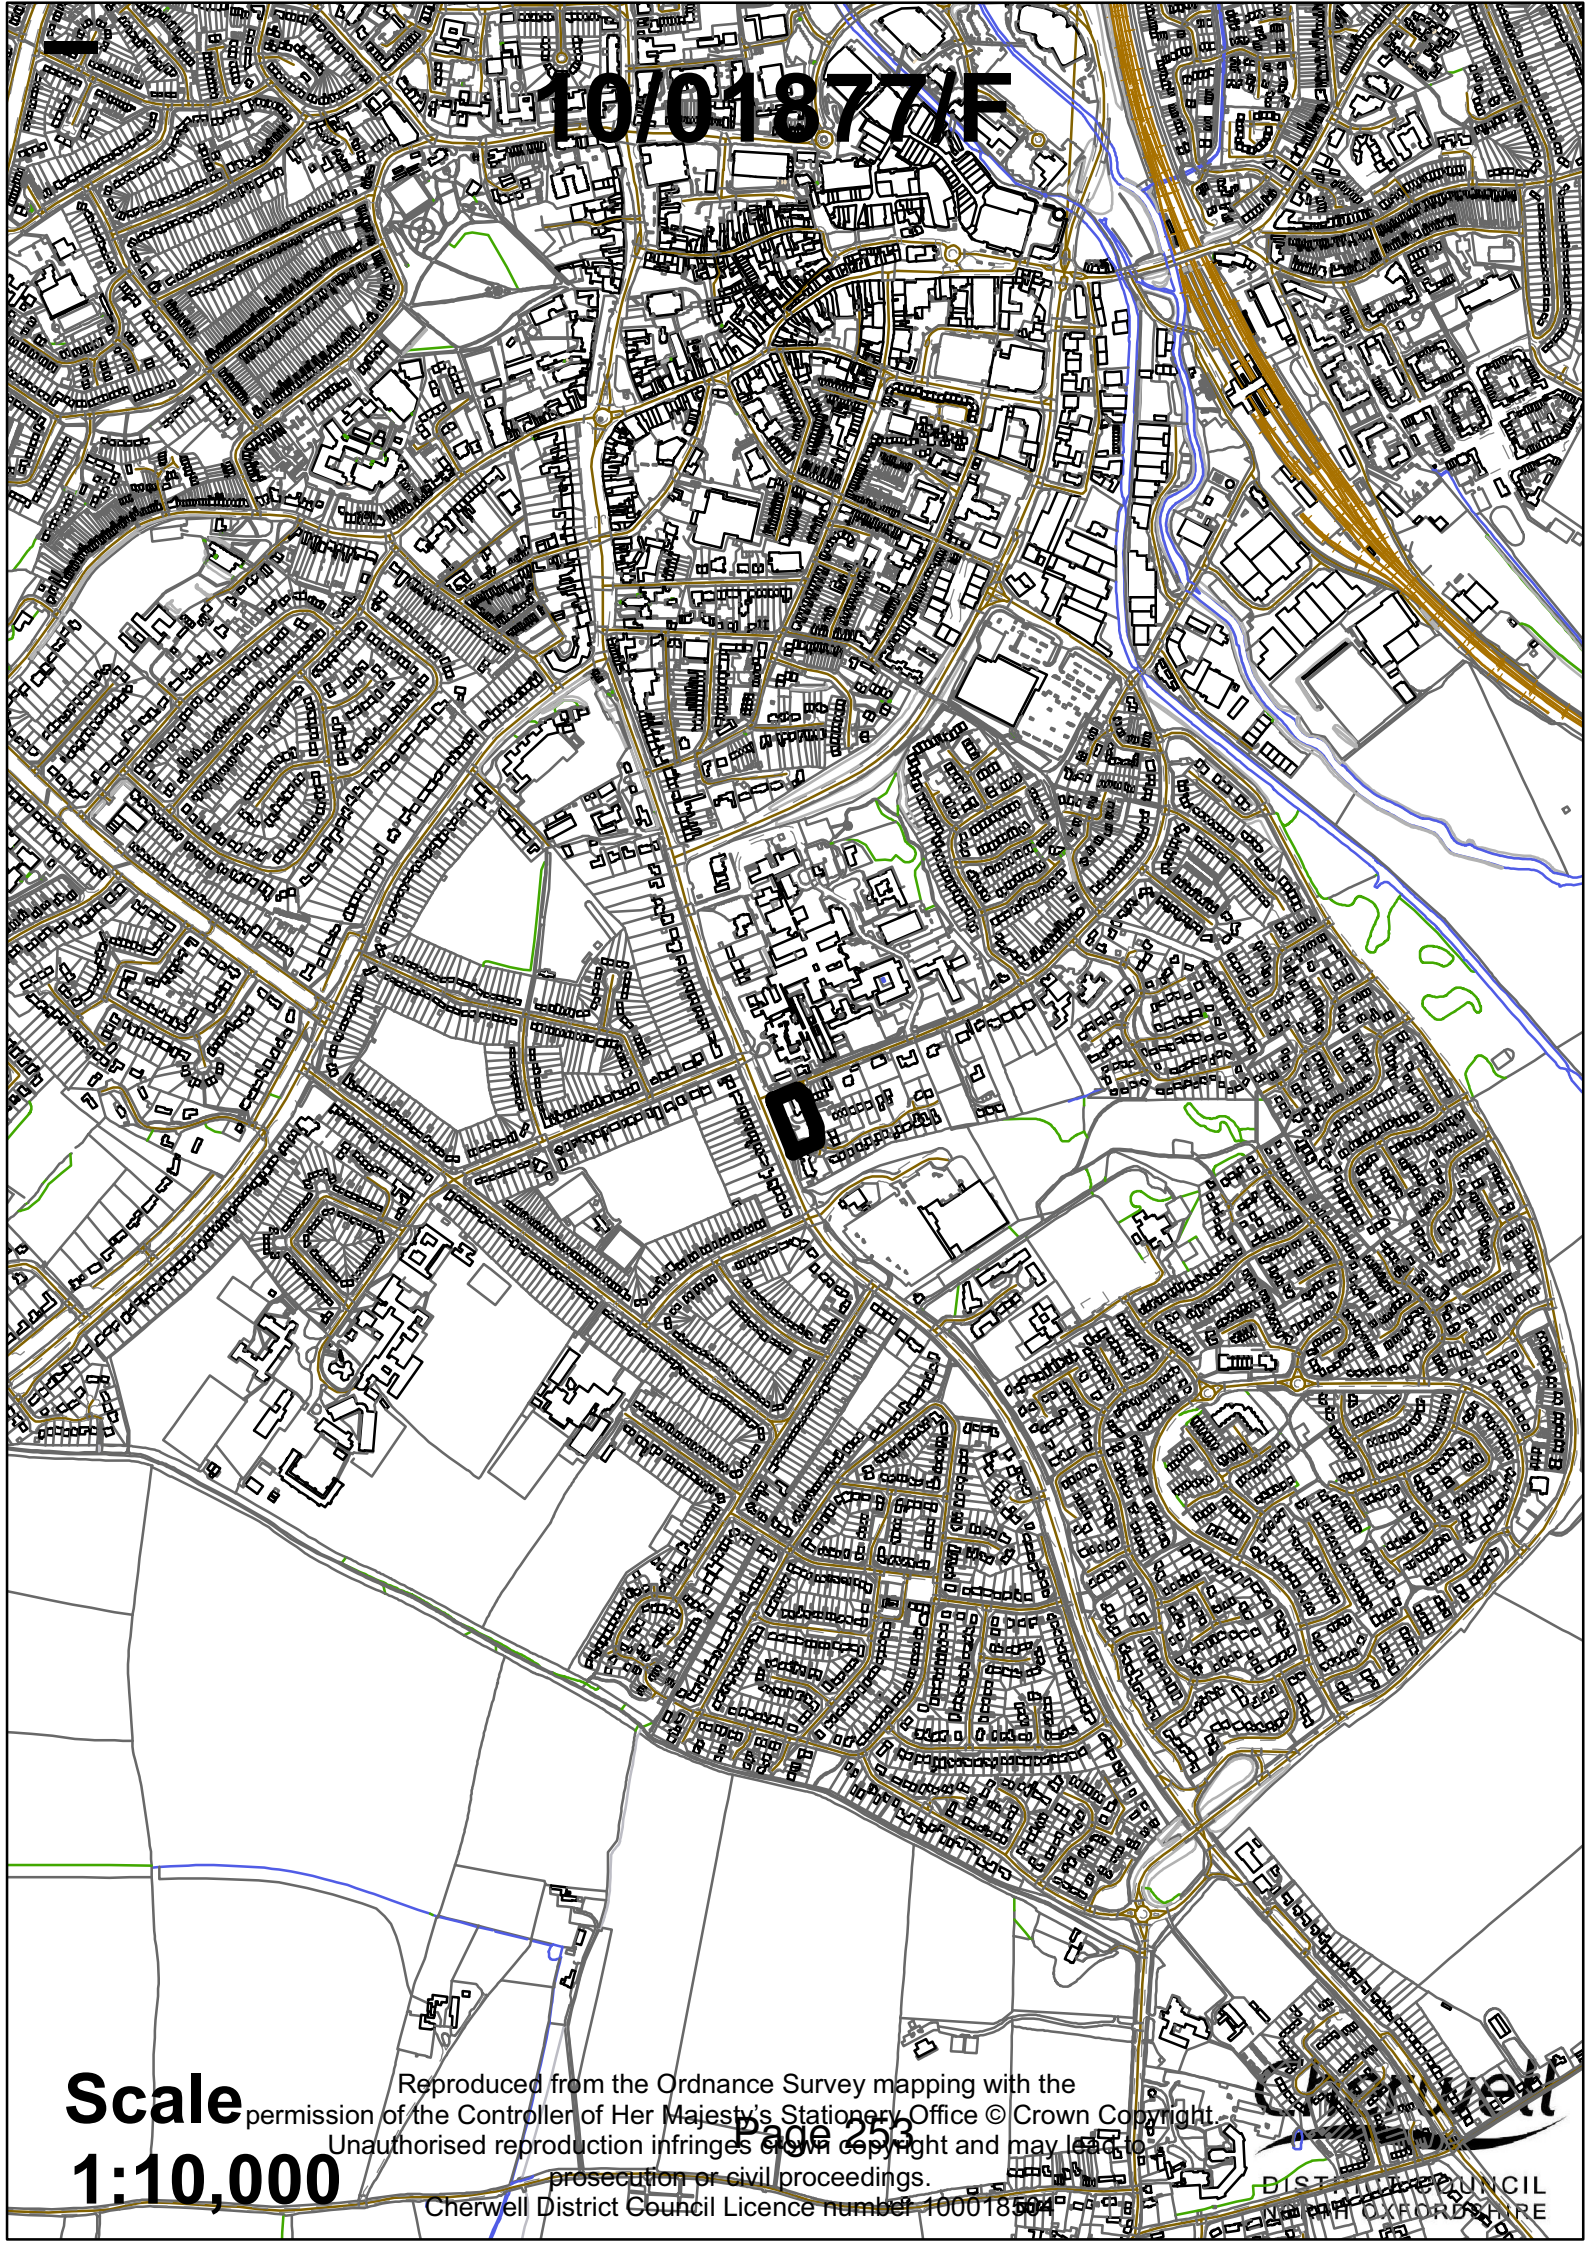 10/01877/F
Scale
1:10,000
Reproduced from the Ordnance Survey mapping with the
permission of the Controller of Her Majesty's Stationery Office © Crown Copyright.
Unauthorised reproduction infringes crown copyright and may lead to
prosecution or civil proceedings.
Cherwell District Council Licence number 100018504
Page 253
Cherwell
DISTRICT COUNCIL
NORTH OXFORDSHIRE